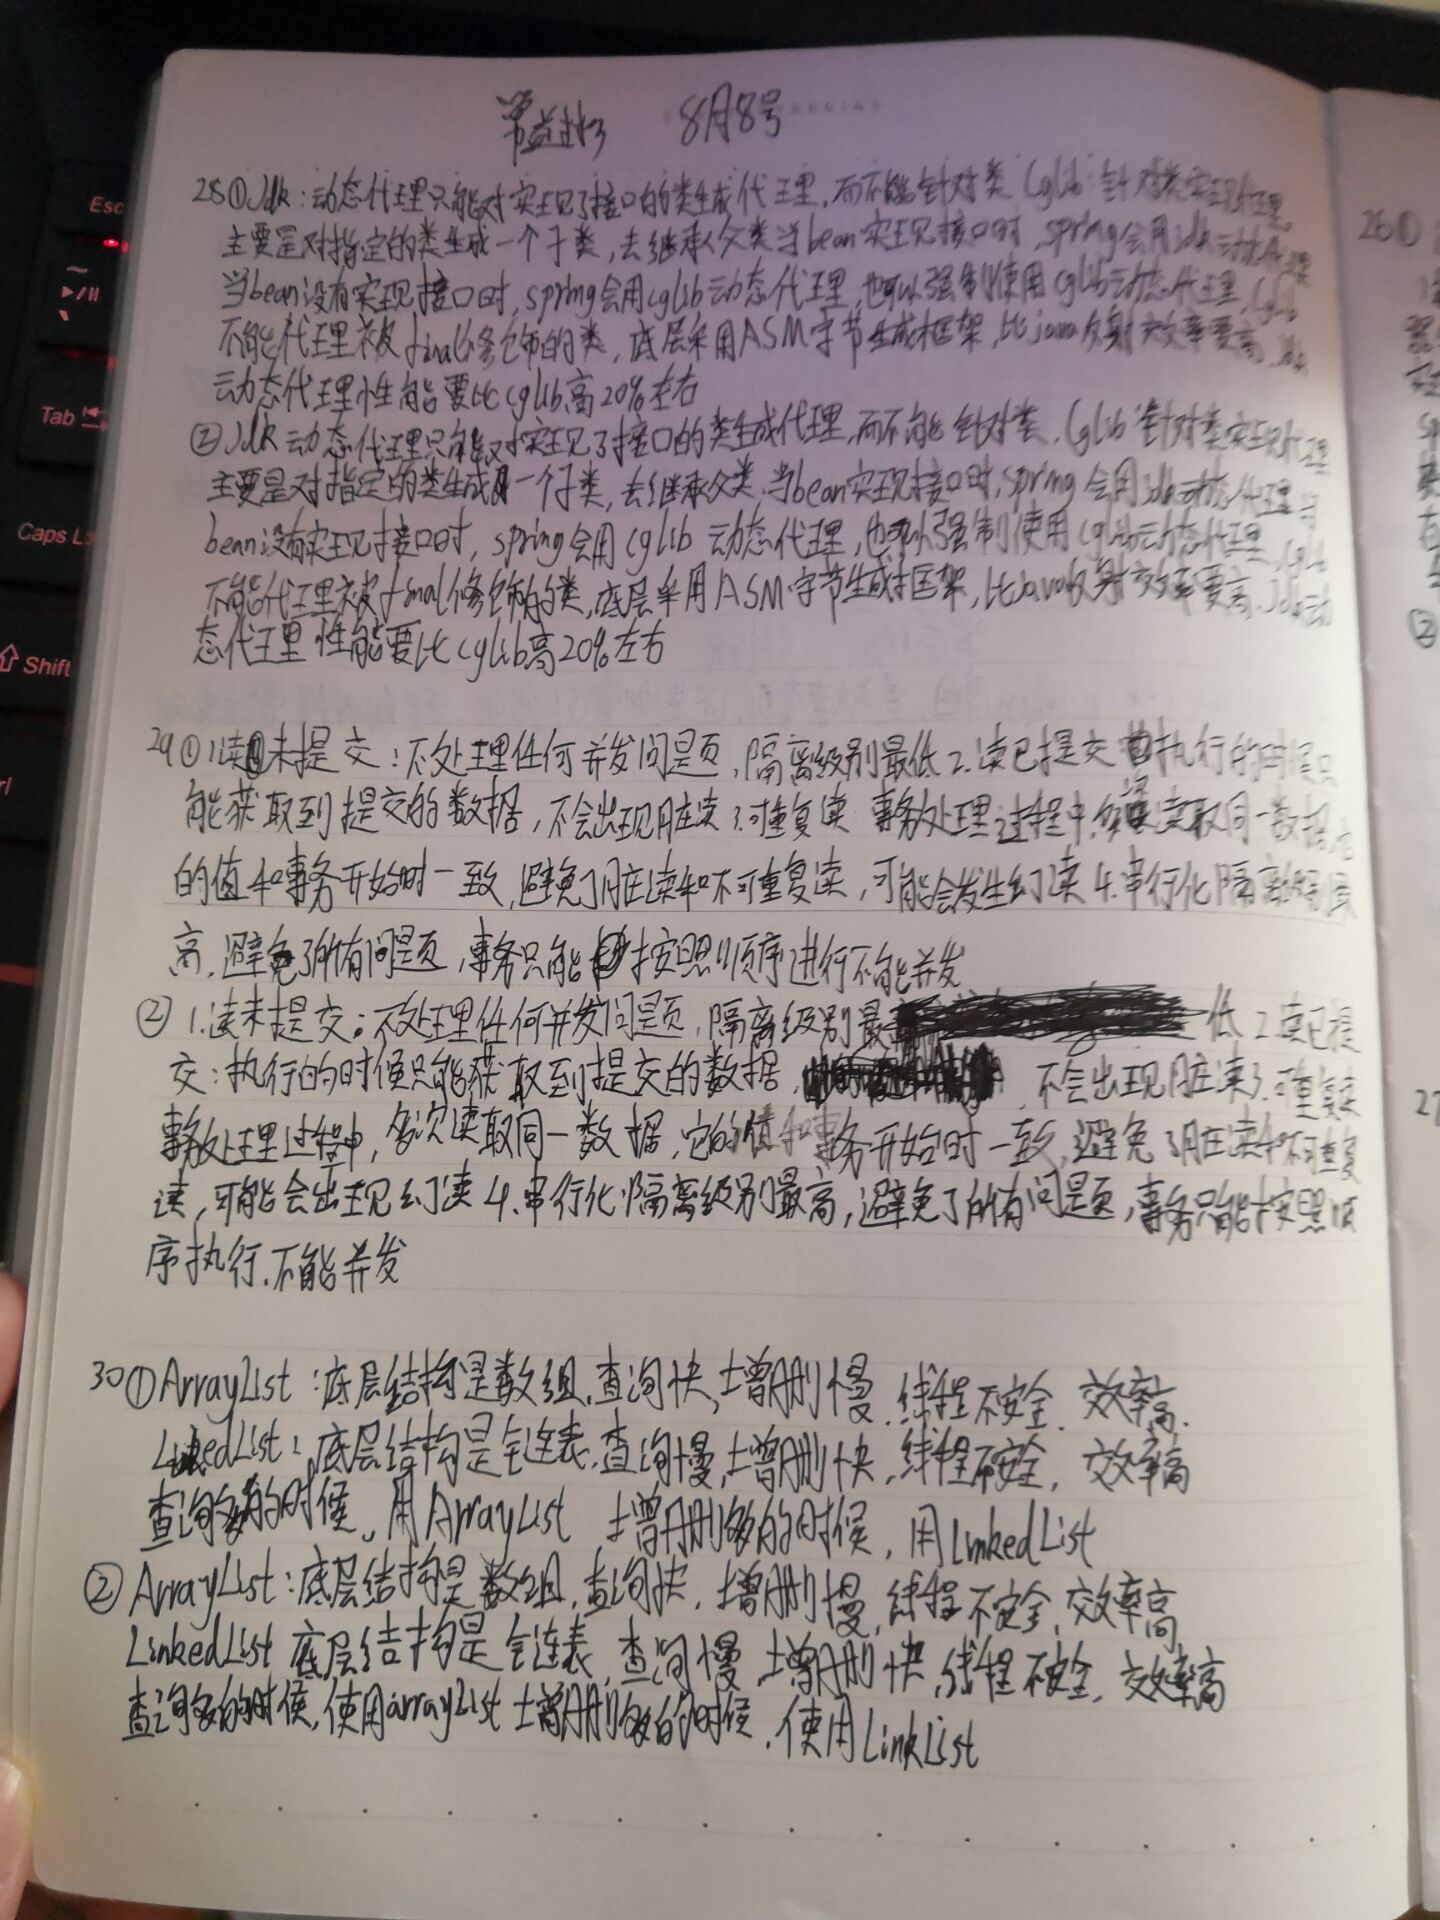 8月8号
28①Jdk:动态代理只能对实现了接口的类生成代理,而不能针对类 Cglib:针对类实现代理
主要是对指定的类生成一个子类,去继承父类当bean实现接口时,spring会用jdk动态代理
当bean没有实现接口时,spring会用cglib动态代理,也可以强制使用cglib动态代理,Cglib
不能代理被final修饰的类,底层采用ASM字节生成框架,比java反射效率要高,Jdk
动态代理性能要比cglib高20%左右
②Jdk动态代理只能对实现了接口的类生成代理,而不能针对类.Cglib:针对类实现代理
主要是对指定的类生成一个子类,去继承父类.当bean实现接口时,spring会用Jdk动态代理.当
bean没有实现接口时,spring会用cglib动态代理,也可以强制使用cglib动态代理,cglib
不能代理被final修饰的类,底层采用ASM字节生成框架,比java反射效率要高.Jdk动
态代理性能要比cglib高20%左右
29①1.读未提交:不处理任何并发问题,隔离级别最低 2.读已提交 执行的时候只
能获取到提交的数据,不会出现脏读 3.可重复读 事务处理过程中,多次读取同一数据,它
的值和事务开始时一致,避免了脏读和不可重复读,可能会发生幻读 4.串行化隔离级别最
高,避免了所有问题,事务只能按照顺序进行不能并发
②1.读未提交:不处理任何并发问题,隔离级别最低 2.读已提
交:执行的时候只能获取到提交的数据,不会出现脏读3.可重复读
事务处理过程中,多次读取同一数据,它的值和事务开始时一致,避免了脏读和不可重复
读,可能会出现幻读 4.串行化:隔离级别最高,避免了所有问题,事务只能按照顺
序执行.不能并发
30①ArrayList:底层结构是数组.查询快,增删慢.线程不安全.效率高.
LinkedList:底层结构是链表.查询慢,增删快,线程不安全,效率高
查询多的时候,用ArrayList 增删多的时候,用LinkedList
②ArrayList:底层结构是数组.查询快,增删慢,线程不安全,效率高
LinkedList底层结构是链表,查询慢,增删快,线程不安全,效率高
查询多的时候,使用arrayList增删多的时候.使用LinkList
Esc
Tab
Caps L
Shift
26①
②
27